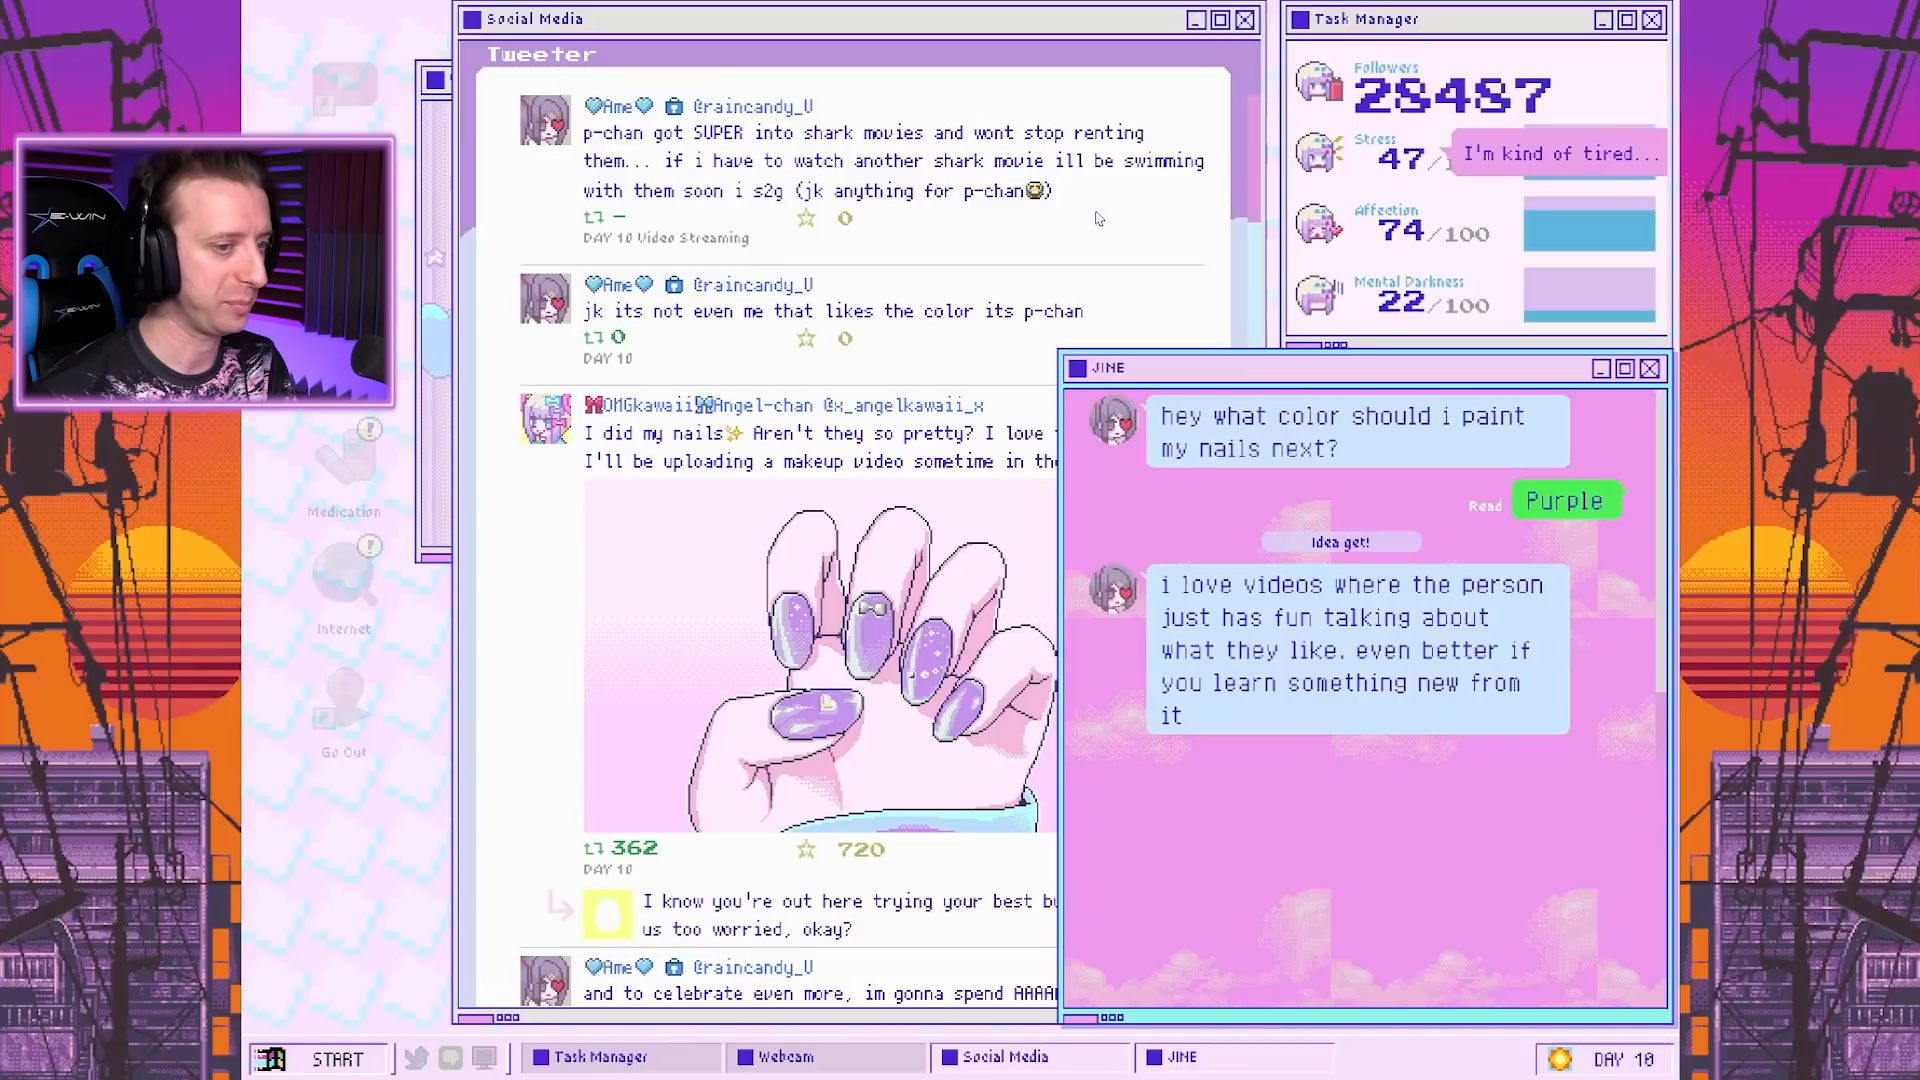 Social Media
Tweeter
Ame @raincandy_U
p-chan got SUPER into shark movies and wont stop renting
them... if i have to watch another shark movie ill be swimming
with them soon i s2g (jk anything for p-chan😊)
0
DAY 10 Video Streaming
Ame @raincandy_U
jk its not even me that likes the color its p-chan
0 0
DAY 10
OMGkawaii Angel-chan @x_angelkawaii_x
I did my nails✨ Aren't they so pretty? I love
I'll be uploading a makeup video sometime in the
362 720
DAY 10
I know you're out here trying your best
us too worried, okay?
Ame @raincandy_U
and to celebrate even more, im gonna spend
Task Manager
Followers
28487
Stress
47/
I'm kind of tired...
Affection
74/100
Mental Darkness
22/100
JINE
hey what color should i paint
my nails next?
Read Purple
Idea get!
i love videos where the person
just has fun talking about
what they like. even better if
you learn something new from
it
E-WIN
E-WIN
Medication
Internet
Go Out
START Task Manager Webcam Social Media JINE DAY 10